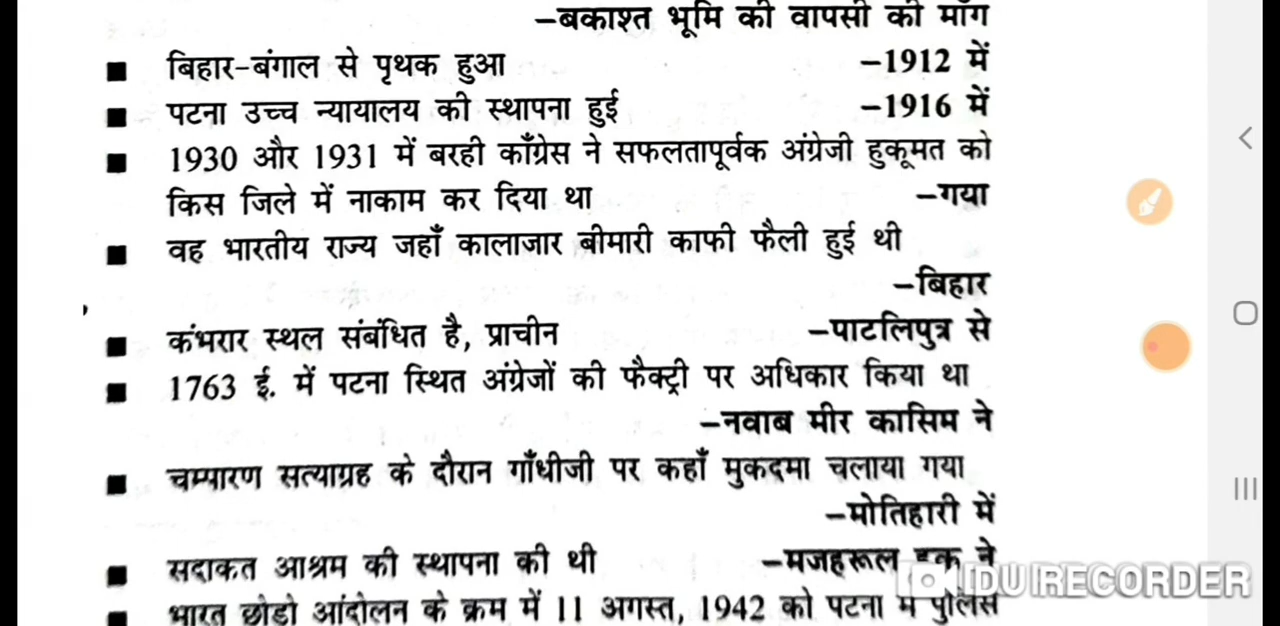 –बकाश्त भूमि की वापसी की माँग
■ बिहार-बंगाल से पृथक हुआ –1912 में
■ पटना उच्च न्यायालय की स्थापना हुई –1916 में
■ 1930 और 1931 में बरही काँग्रेस ने सफलतापूर्वक अंग्रेजी हुकूमत को
किस जिले में नाकाम कर दिया था –गया
■ वह भारतीय राज्य जहाँ कालाजार बीमारी काफी फैली हुई थी
–बिहार
■ कंभरार स्थल संबंधित है, प्राचीन –पाटलिपुत्र से
■ 1763 ई. में पटना स्थित अंग्रेजों की फैक्ट्री पर अधिकार किया था
–नवाब मीर कासिम ने
■ चम्पारण सत्याग्रह के दौरान गाँधीजी पर कहाँ मुकदमा चलाया गया
–मोतिहारी में
■ सदाकत आश्रम की स्थापना की थी –मजहरूल हक ने
DU RECORDER
■ भारत छोडो आंदोलन के क्रम में 11 अगस्त, 1942 को पटना में पुलिस